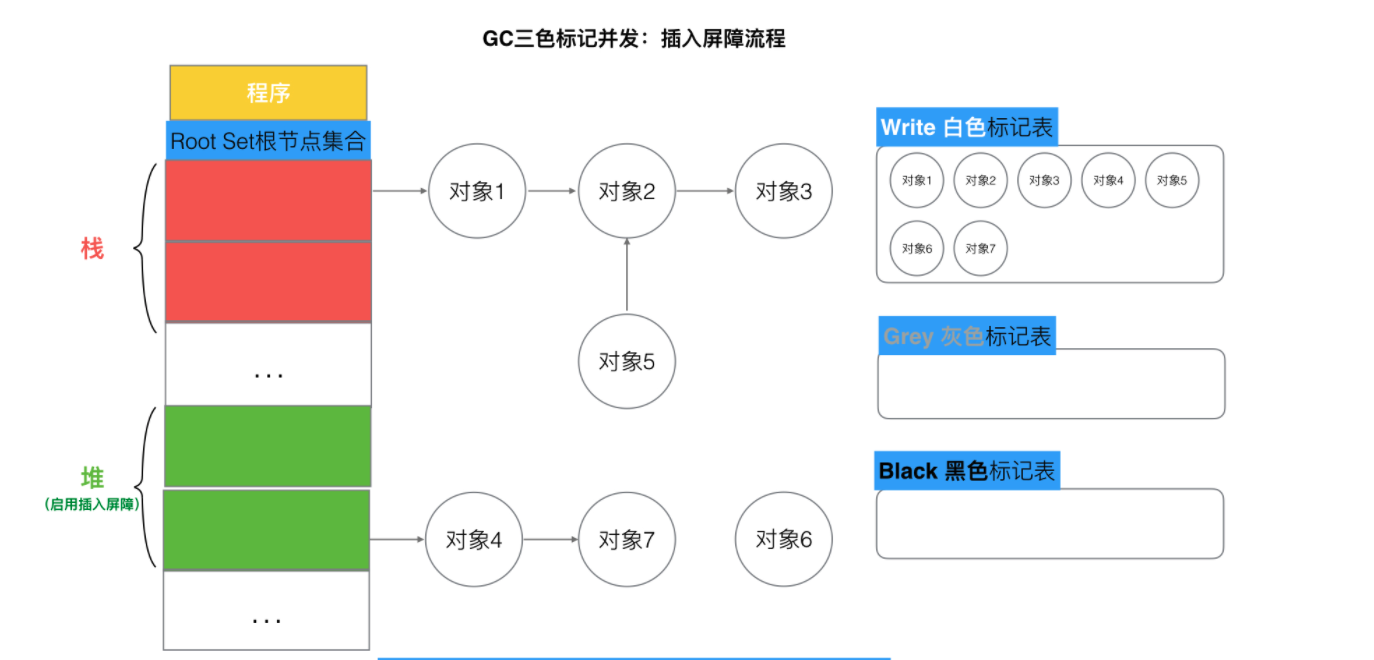 GC三色标记并发：插入屏障流程
程序
Root Set根节点集合
栈
...
堆
(启用插入屏障)
...
对象1
对象2
对象3
对象5
对象4
对象7
对象6
Write 白色标记表
对象1
对象2
对象3
对象4
对象5
对象6
对象7
Grey 灰色标记表
Black 黑色标记表